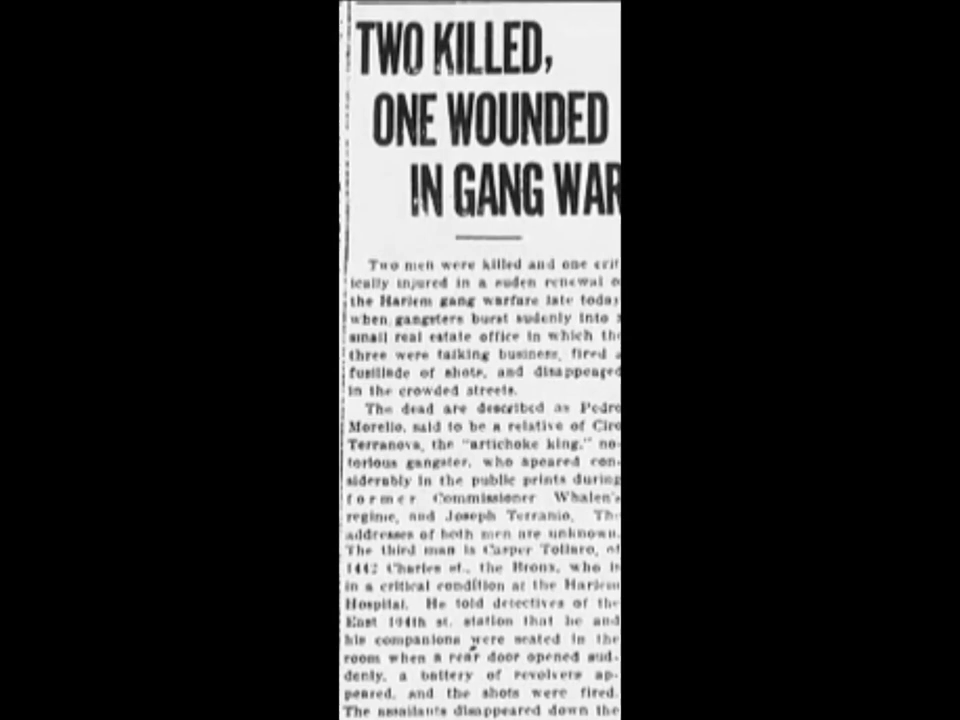 TWO KILLED,
ONE WOUNDED
IN GANG WAR
Two men were killed and one crit
ically injured in a suden renewal o
the Harlem gang warfare late today
when gangsters burst sudenly into
small real estate office in which the
three were talking business, fired a
fusillade of shots, and disappeared
in the crowded streets.
The dead are described as Pedro
Morello, said to be a relative of Ciro
Terranova, the "artichoke king," no-
torious gangster, who apeared con-
siderably in the public prints during
former Commissioner Whalen's
regime, and Joseph Terranio. The
addresses of both men are unknown.
The third man is Casper Tollaro, of
1442 Charles st., the Bronx, who is
in a critical condition at the Harlem
Hospital. He told detectives of the
East 104th st. station that he and
his companions were seated in the
room when a rear door opened sud-
denly, a battery of revolvers ap-
peared, and the shots were fired.
The assailants disappeared down the